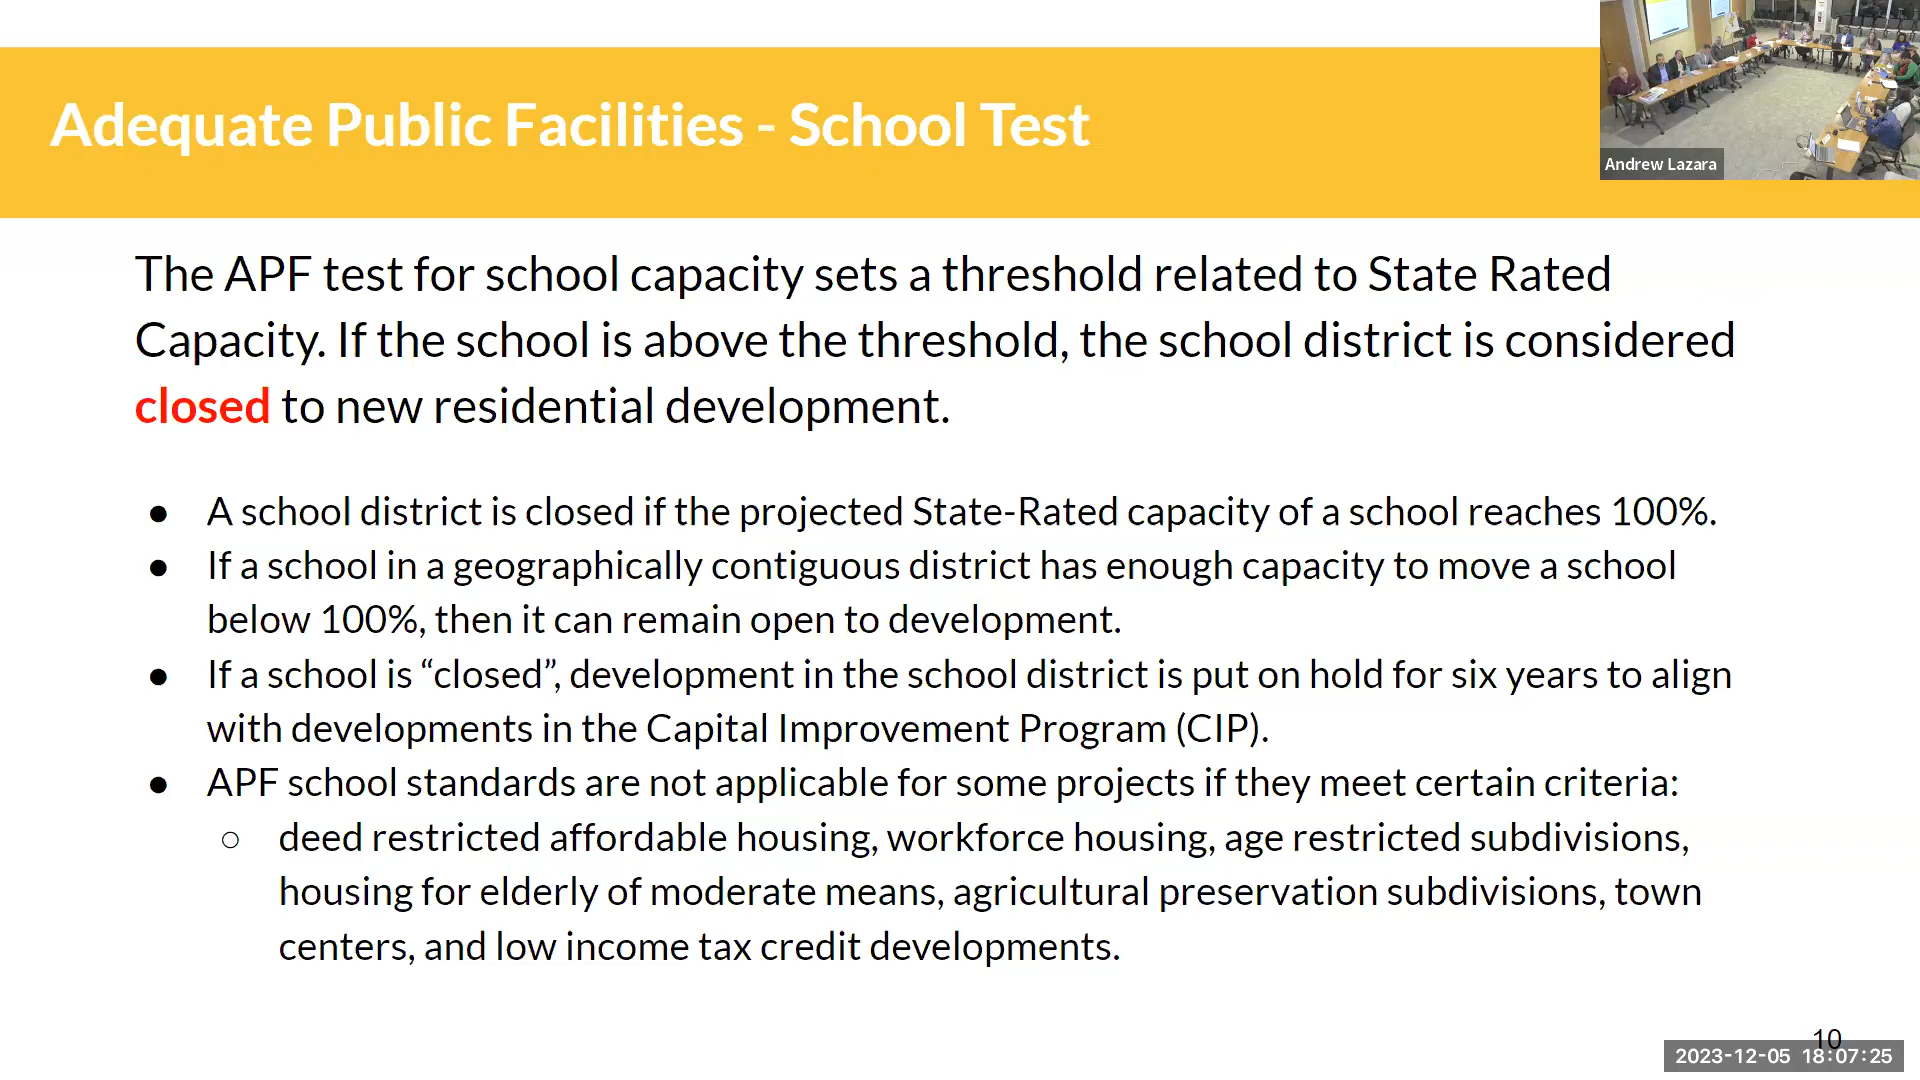 Adequate Public Facilities - School Test
Andrew Lazara
The APF test for school capacity sets a threshold related to State Rated
Capacity. If the school is above the threshold, the school district is considered
closed to new residential development.
● A school district is closed if the projected State-Rated capacity of a school reaches 100%.
● If a school in a geographically contiguous district has enough capacity to move a school
below 100%, then it can remain open to development.
● If a school is “closed”, development in the school district is put on hold for six years to align
with developments in the Capital Improvement Program (CIP).
● APF school standards are not applicable for some projects if they meet certain criteria:
○ deed restricted affordable housing, workforce housing, age restricted subdivisions,
housing for elderly of moderate means, agricultural preservation subdivisions, town
centers, and low income tax credit developments.
10
2023-12-05 18:07:25